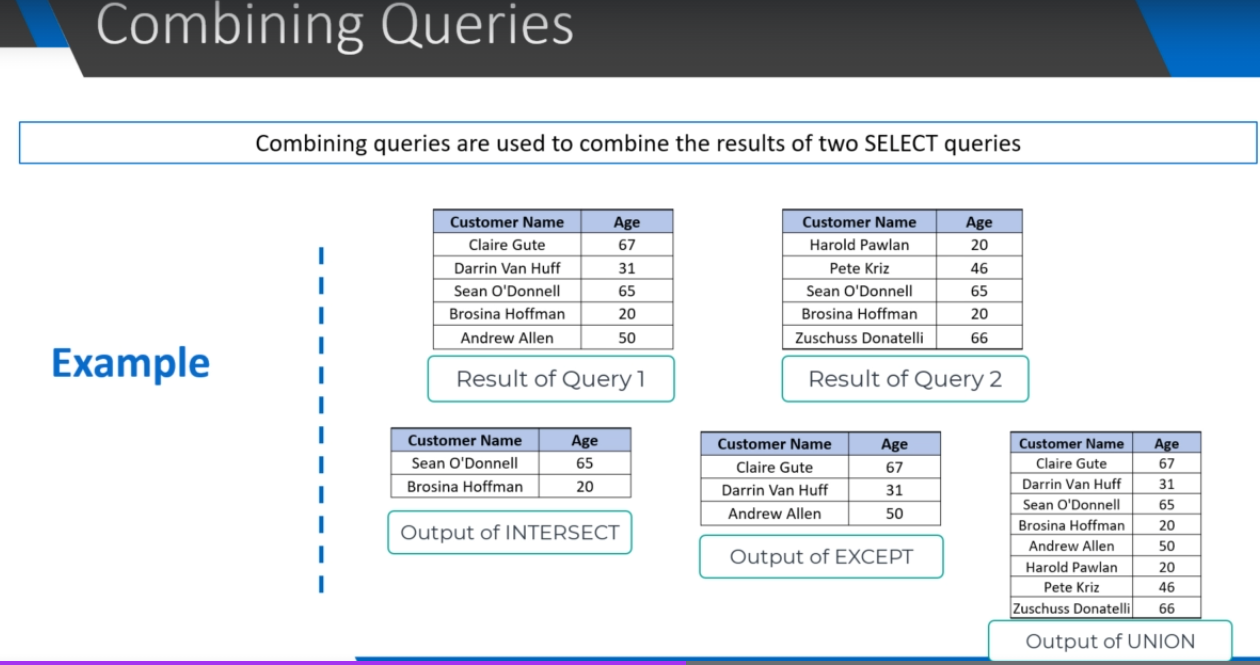 Combining Queries
Combining queries are used to combine the results of two SELECT queries
Example
Customer Name Age
Claire Gute 67
Darrin Van Huff 31
Sean O'Donnell 65
Brosina Hoffman 20
Andrew Allen 50
Result of Query 1
Customer Name Age
Harold Pawlan 20
Pete Kriz 46
Sean O'Donnell 65
Brosina Hoffman 20
Zuschuss Donatelli 66
Result of Query 2
Customer Name Age
Sean O'Donnell 65
Brosina Hoffman 20
Output of INTERSECT
Customer Name Age
Claire Gute 67
Darrin Van Huff 31
Andrew Allen 50
Output of EXCEPT
Customer Name Age
Claire Gute 67
Darrin Van Huff 31
Sean O'Donnell 65
Brosina Hoffman 20
Andrew Allen 50
Harold Pawlan 20
Pete Kriz 46
Zuschuss Donatelli 66
Output of UNION